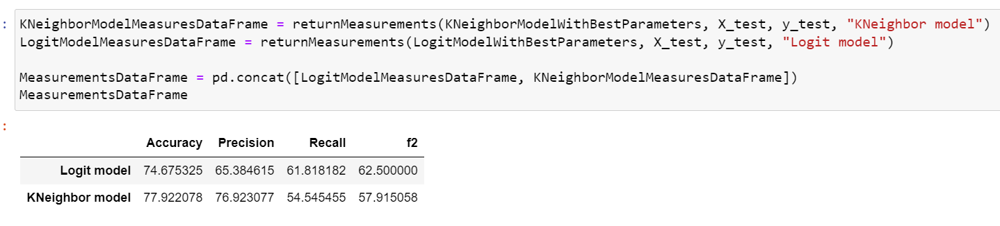 :
KNeighborModelMeasuresDataFrame = returnMeasurements(KNeighborModelWithBestParameters, X_test, y_test, "KNeighbor model")
LogitModelMeasuresDataFrame = returnMeasurements(LogitModelWithBestParameters, X_test, y_test, "Logit model")
MeasurementsDataFrame = pd.concat([LogitModelMeasuresDataFrame, KNeighborModelMeasuresDataFrame])
MeasurementsDataFrame
:
Accuracy Precision Recall f2
Logit model 74.675325 65.384615 61.818182 62.500000
KNeighbor model 77.922078 76.923077 54.545455 57.915058